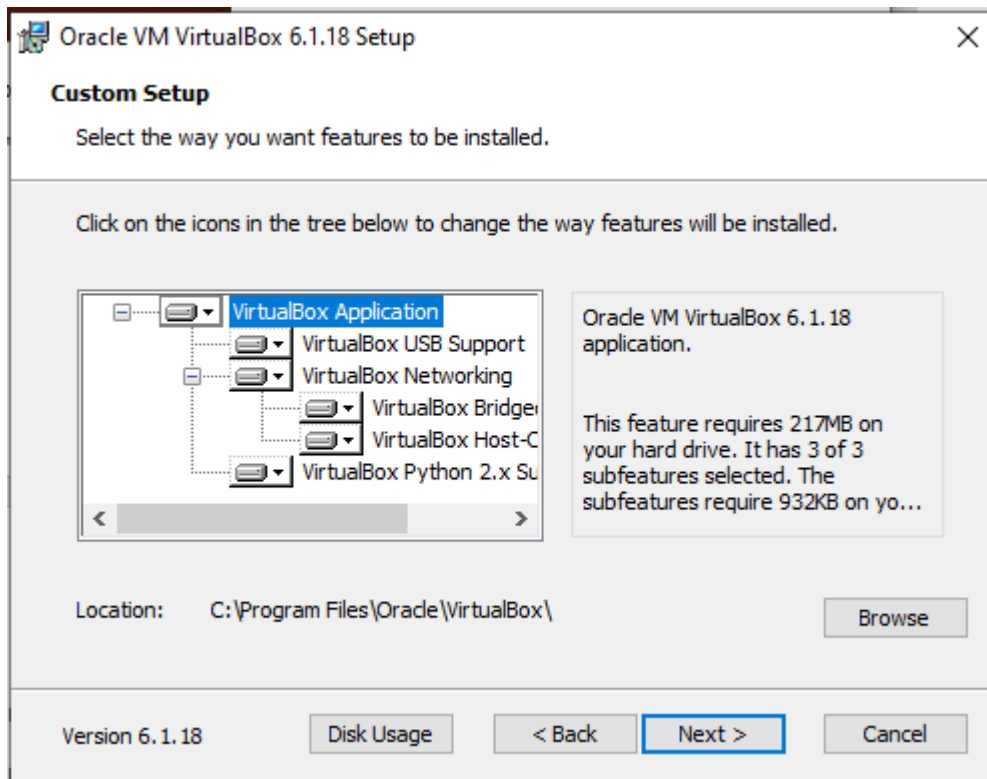 Oracle VM VirtualBox 6.1.18 Setup
Custom Setup
Select the way you want features to be installed.
Click on the icons in the tree below to change the way features will be installed.
VirtualBox Application
VirtualBox USB Support
VirtualBox Networking
VirtualBox Bridge
VirtualBox Host-C
VirtualBox Python 2.x Su
Oracle VM VirtualBox 6.1.18
application.
This feature requires 217MB on
your hard drive. It has 3 of 3
subfeatures selected. The
subfeatures require 932KB on yo...
Location: C:\Program Files\Oracle\VirtualBox\
Browse
Version 6.1.18
Disk Usage
< Back
Next >
Cancel